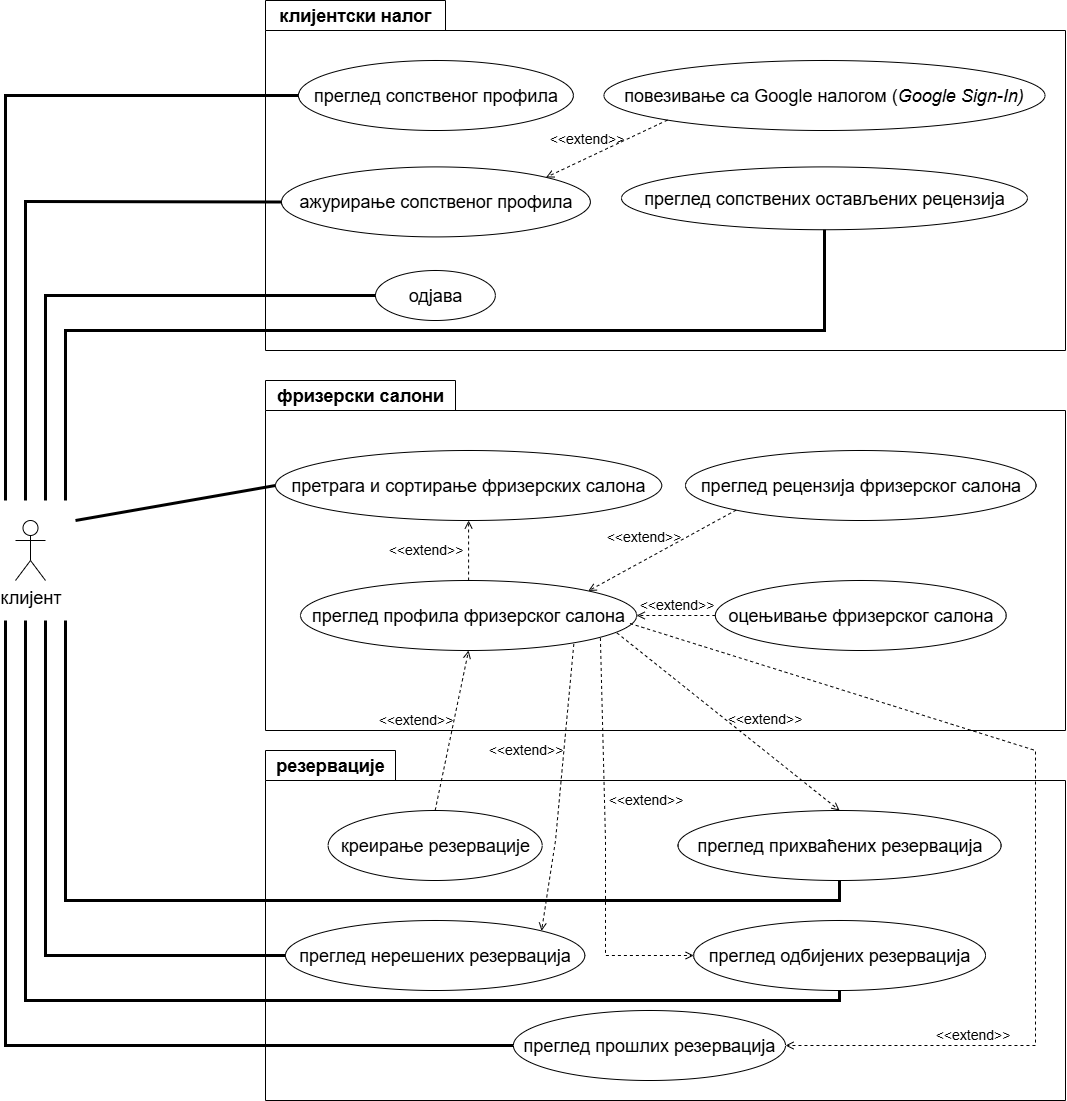 клијентски налог
преглед сопственог профила
повезивање са Google налогом (Google Sign-In)
<<extend>>
ажурирање сопственог профила
преглед сопствених остављених рецензија
одјава
фризерски салони
претрага и сортирање фризерских салона
преглед рецензија фризерског салона
<<extend>>
<<extend>>
клијент
преглед профила фризерског салона
<<extend>>
оцењивање фризерског салона
<<extend>>
<<extend>>
<<extend>>
резервације
<<extend>>
креирање резервације
преглед прихваћених резервација
преглед нерешених резервација
преглед одбијених резервација
<<extend>>
преглед прошлих резервација